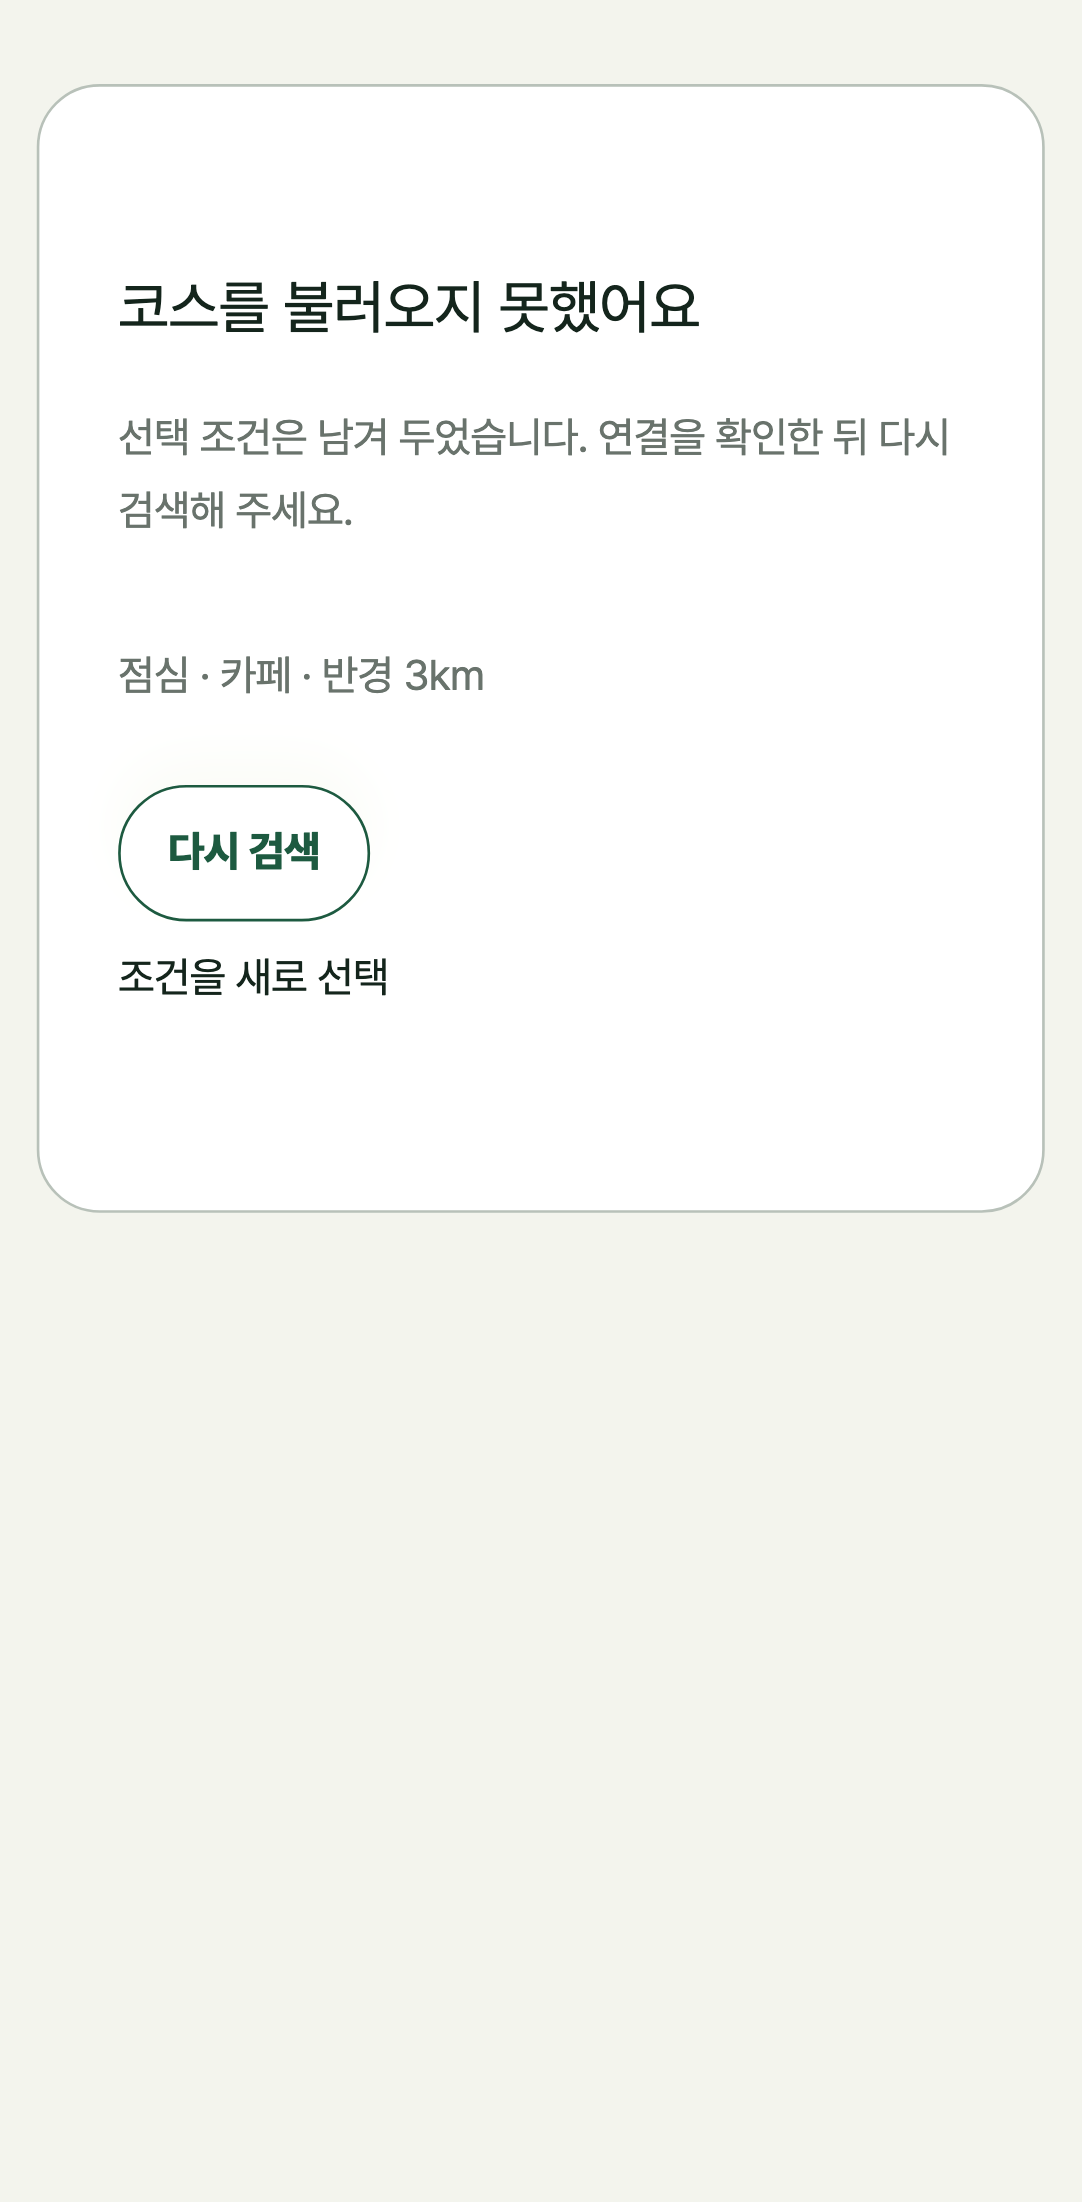 코스를 불러오지 못했어요
선택 조건은 남겨 두었습니다. 연결을 확인한 뒤 다시
검색해 주세요.
점심 · 카페 · 반경 3km
다시 검색
조건을 새로 선택